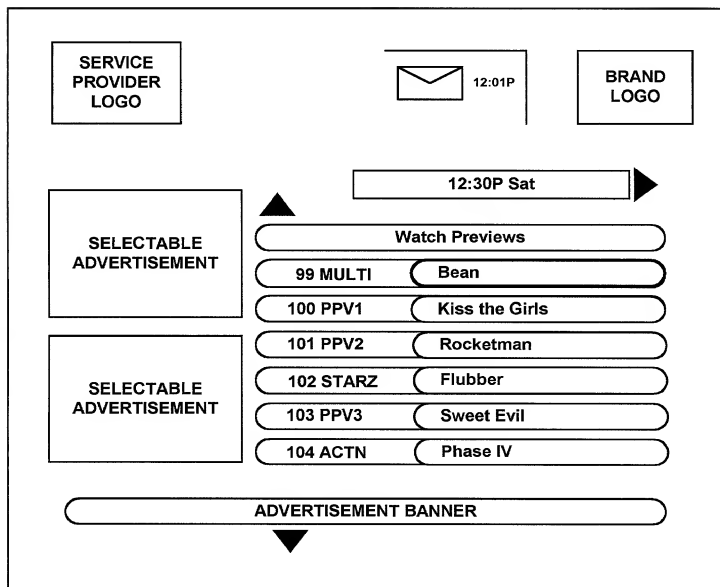 SERVICE
PROVIDER
LOGO
12:01P
BRAND
LOGO
12:30P Sat
SELECTABLE
ADVERTISEMENT
Watch Previews
99 MULTI Bean
100 PPV1 Kiss the Girls
101 PPV2 Rocketman
102 STARZ Flubber
103 PPV3 Sweet Evil
104 ACTN Phase IV
SELECTABLE
ADVERTISEMENT
ADVERTISEMENT BANNER